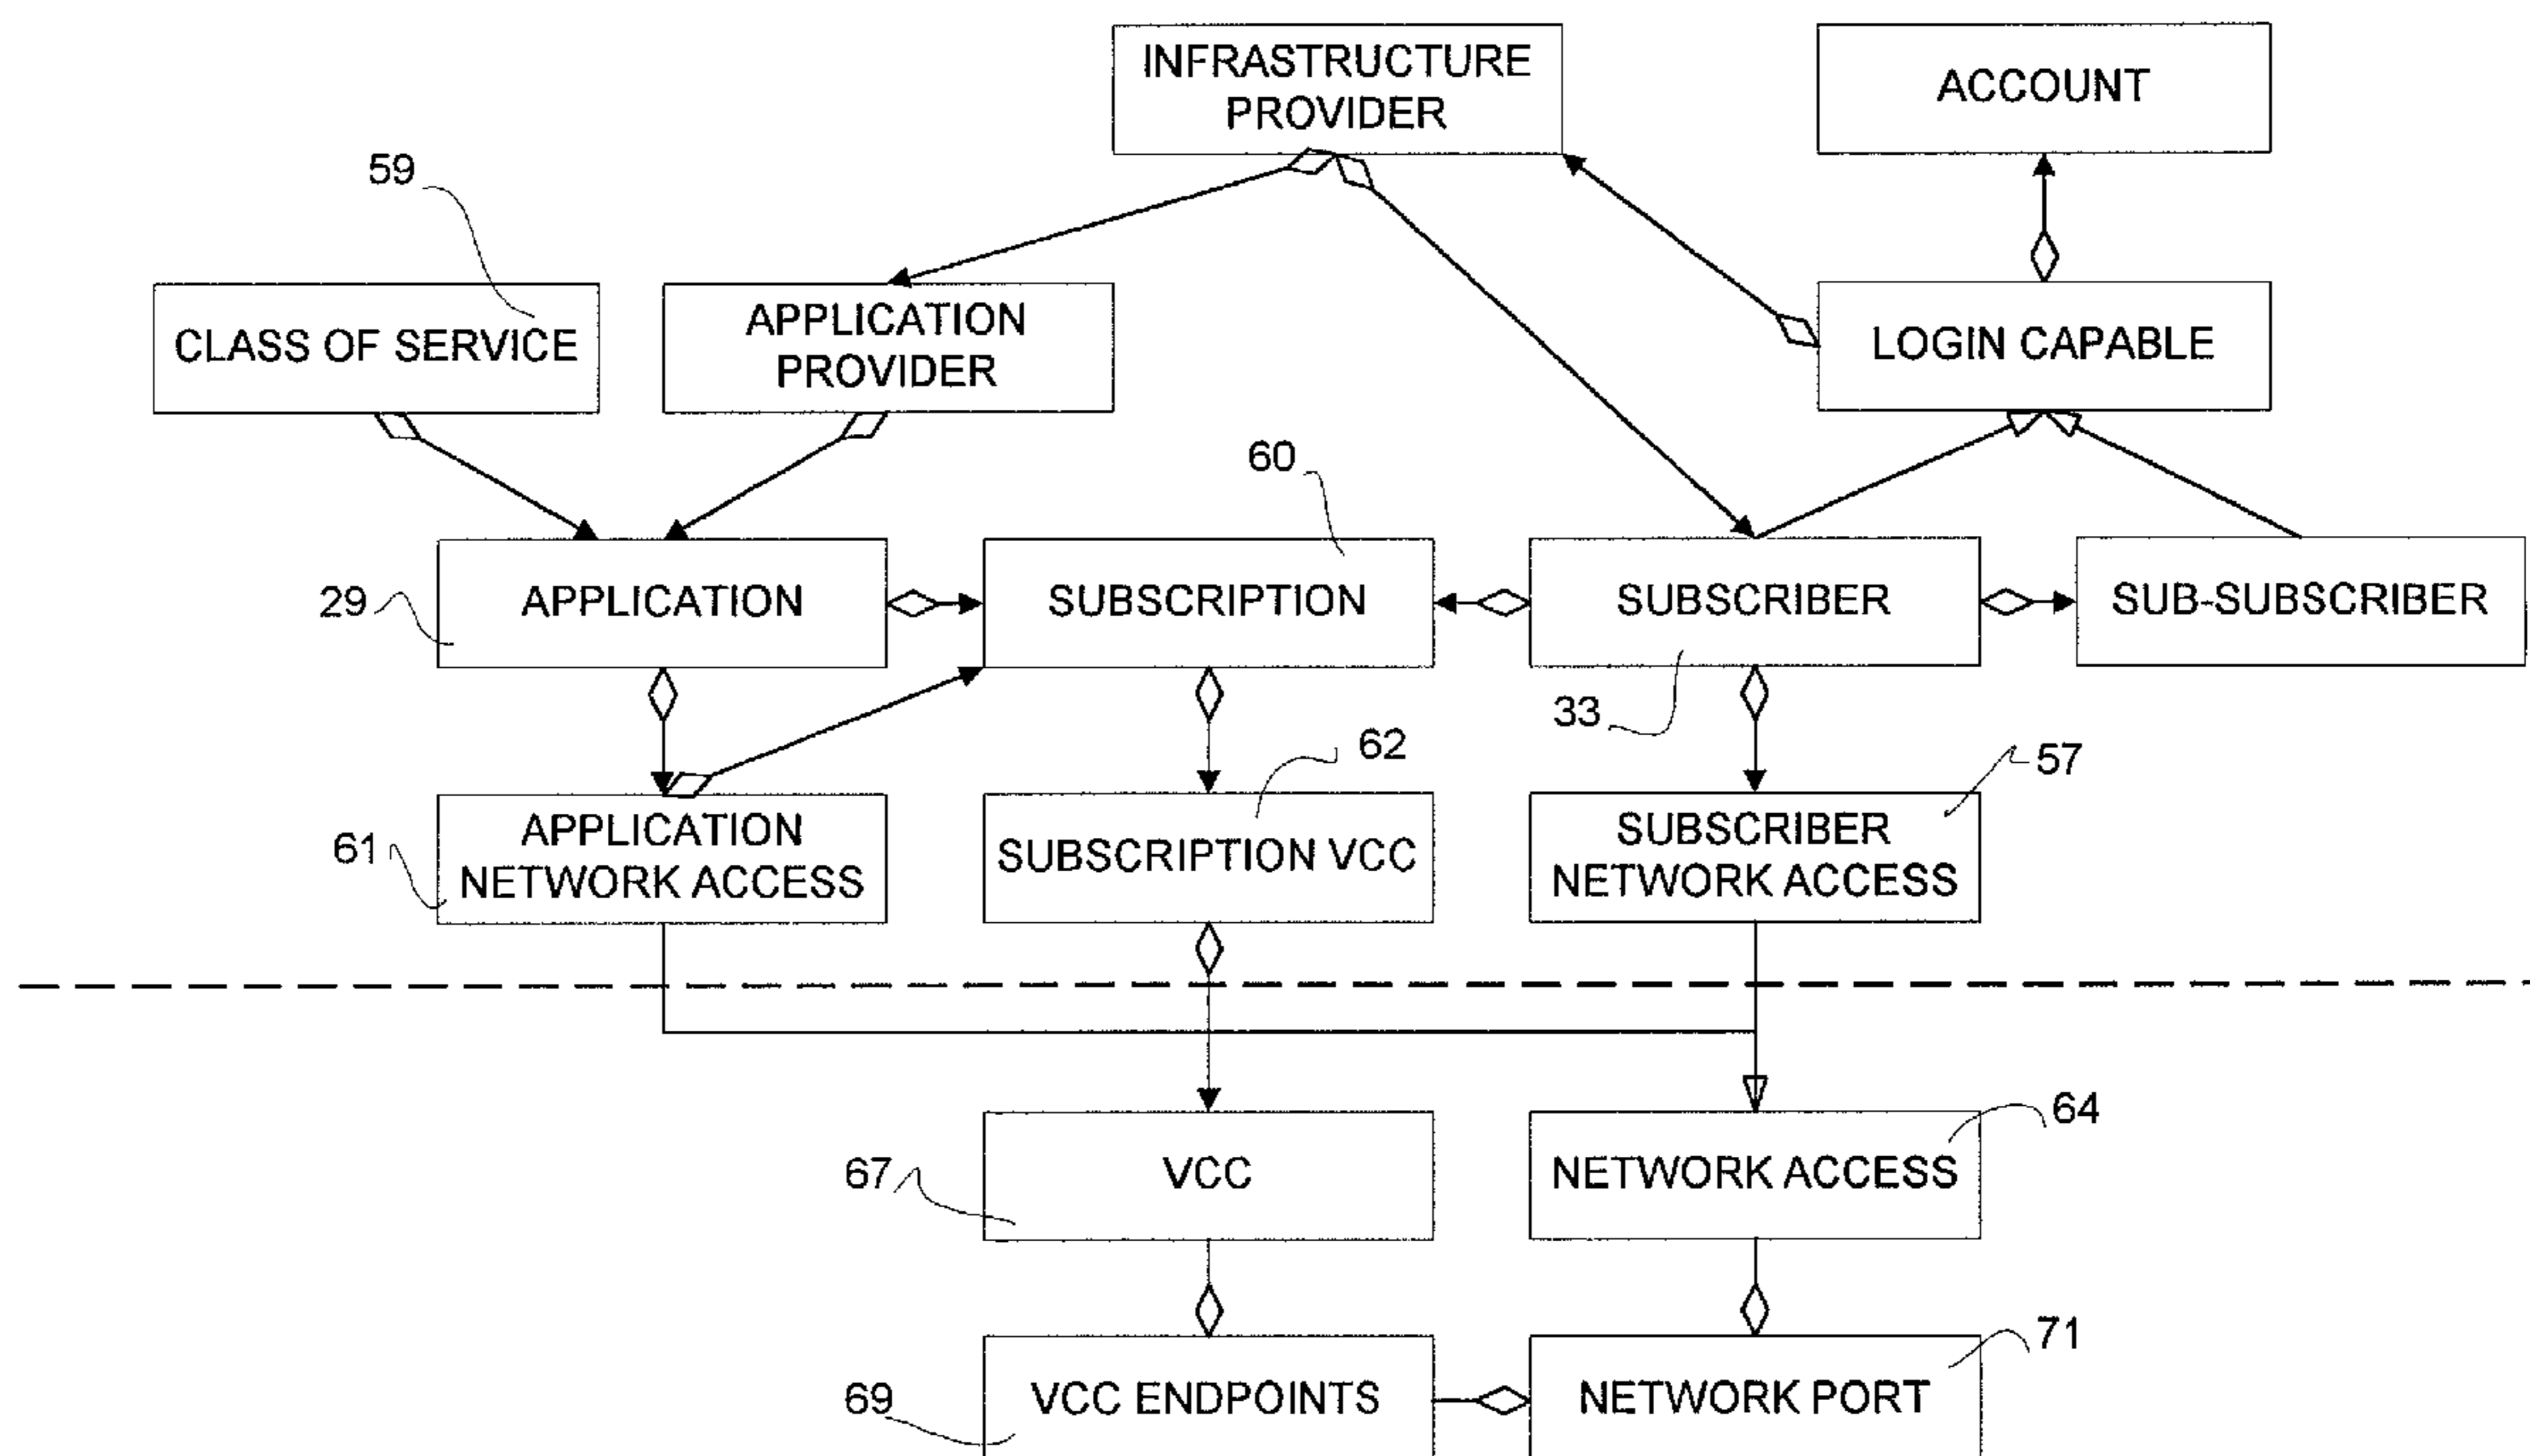 INFRASTRUCTURE
PROVIDER
ACCOUNT
59
CLASS OF SERVICE
APPLICATION
PROVIDER
LOGIN CAPABLE
60
29
APPLICATION
SUBSCRIPTION
SUBSCRIBER
SUB-SUBSCRIBER
33
62
57
61
APPLICATION
NETWORK ACCESS
SUBSCRIPTION VCC
SUBSCRIBER
NETWORK ACCESS
64
67
VCC
NETWORK ACCESS
71
69
VCC ENDPOINTS
NETWORK PORT